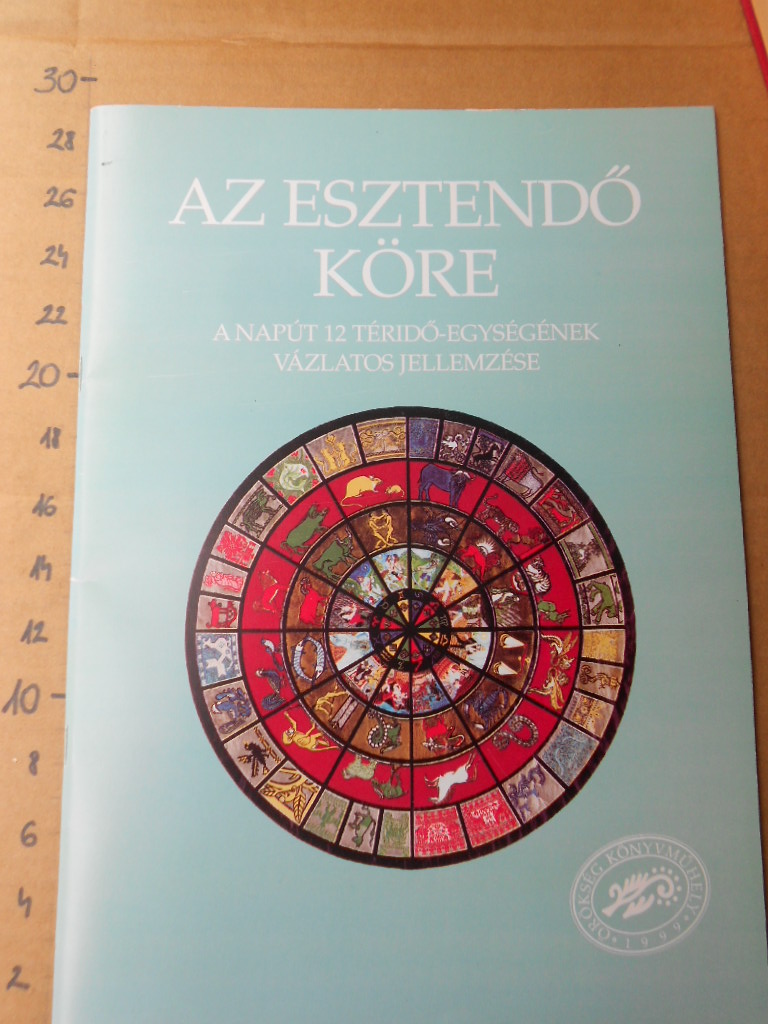 30-
28
26
24
22
20-
18
16
14
12
10-
8
6
4
2
AZ ESZTENDŐ
KÖRE
A NAPÚT 12 TÉRIDŐ-EGYSÉGÉNEK
VÁZLATOS JELLEMZÉSE
ÖRÖKSÉG KÖNYVMŰHELY
• 1999 •